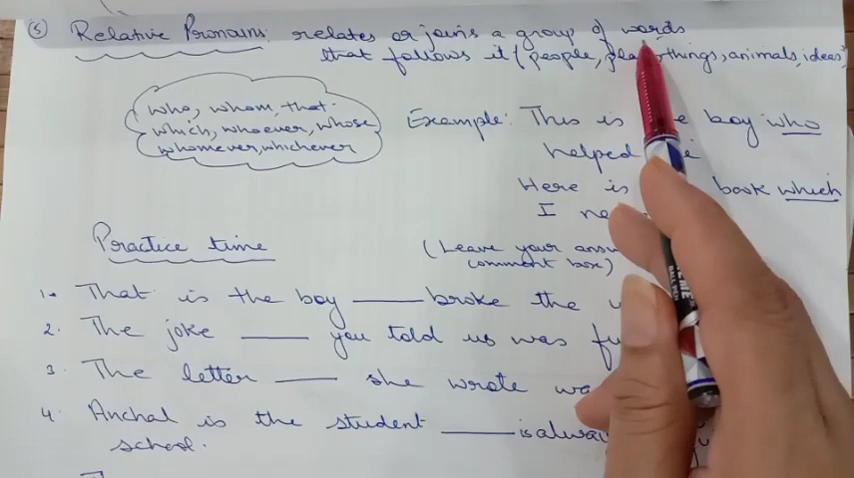 (5) Relative Pronouns: relates or joins a group of words
that follows it (people, things, animals, ideas)
who, whom, that
which, whoever, whose
whomever, whichever
Example: This is boy who
helped
Here is book which
I
Practice time
(Leave your
comment box)
1. That is the boy ____ broke the
2. The joke ____ you told us was
3. The letter ____ she wrote
4. Anchal is the student ____ is
school.